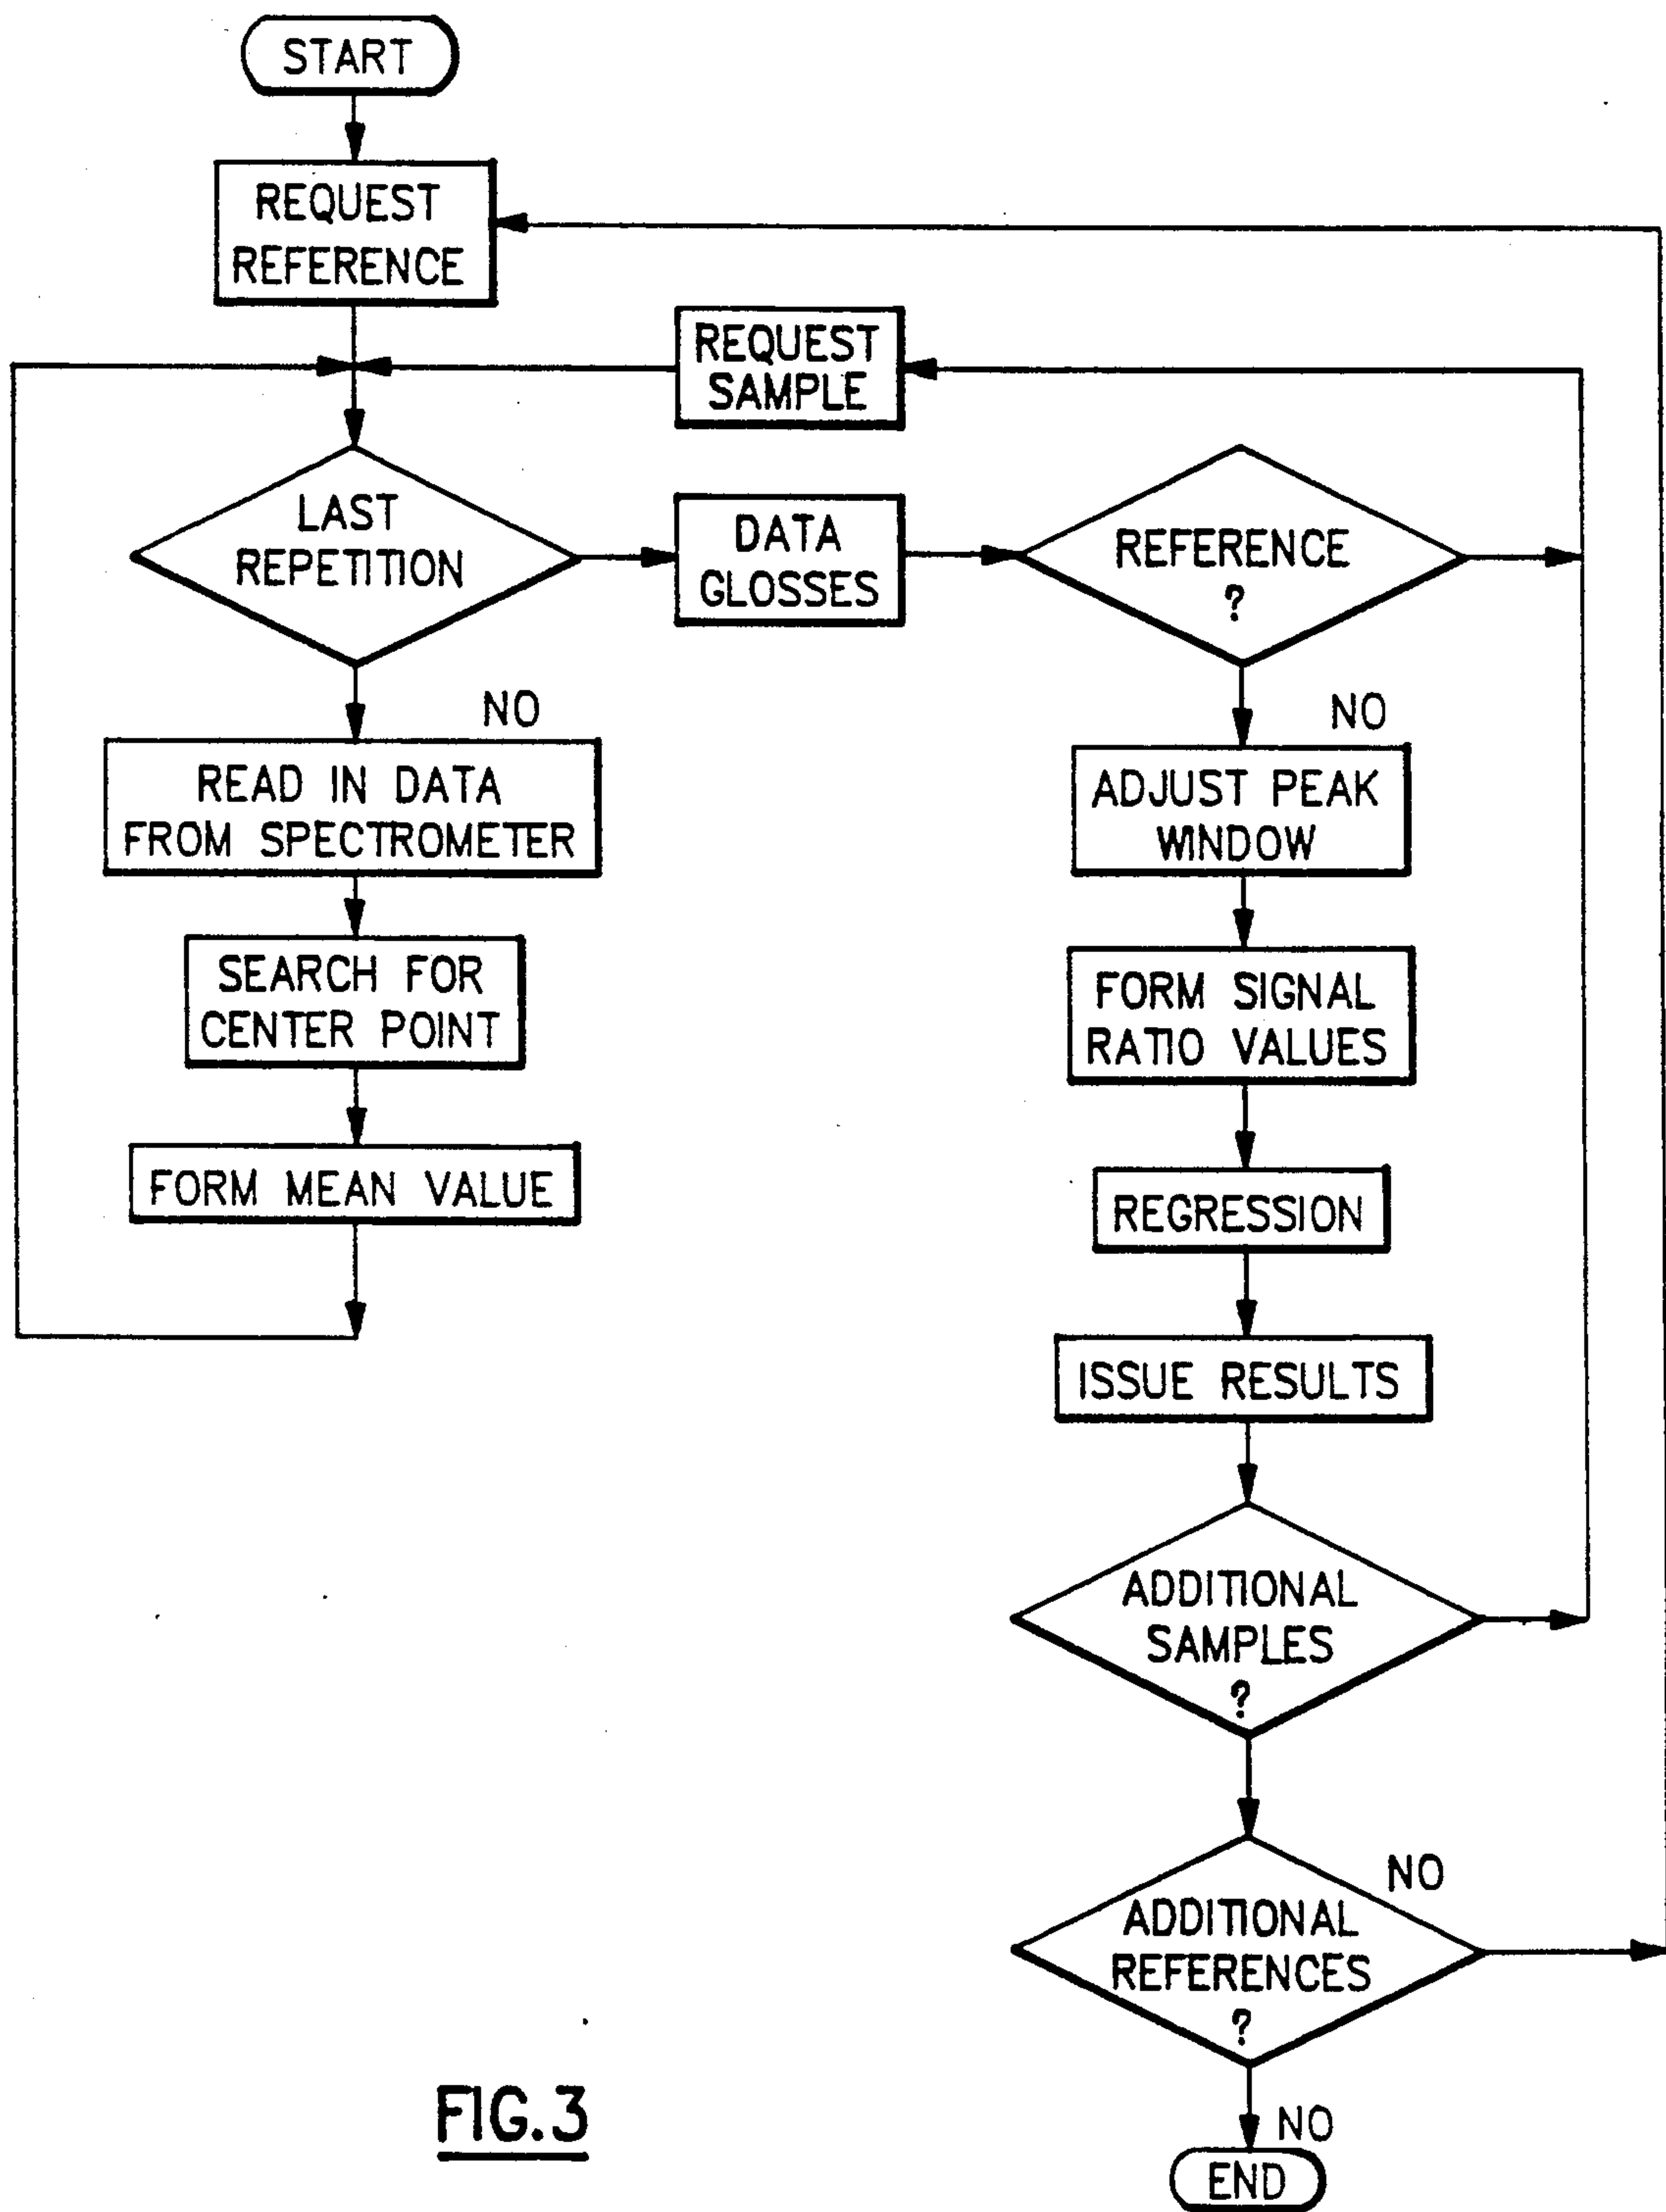 START
REQUEST
REFERENCE
REQUEST
SAMPLE
LAST
REPETITION
DATA
GLOSSES
REFERENCE
?
NO
NO
READ IN DATA
FROM SPECTROMETER
SEARCH FOR
CENTER POINT
FORM MEAN VALUE
ADJUST PEAK
WINDOW
FORM SIGNAL
RATIO VALUES
REGRESSION
ISSUE RESULTS
ADDITIONAL
SAMPLES
?
NO
ADDITIONAL
REFERENCES
?
NO
END
FIG.3